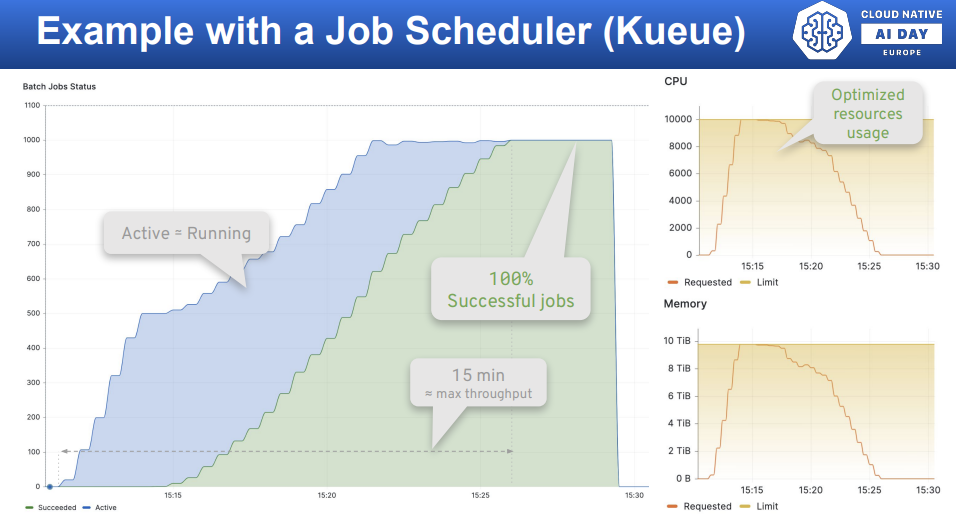 Example with a Job Scheduler (Kueue)
CLOUD NATIVE
AI DAY
EUROPE
Batch Jobs Status
1100
1000
900
800
700
600
500
400
300
200
100
0
15:15
15:20
15:25
15:30
Succeeded
Active
Active = Running
100%
Successful jobs
15 min
≈ max throughput
CPU
Optimized
resources
usage
10000
8000
6000
4000
2000
0
15:15
15:20
15:25
15:30
Requested
Limit
Memory
10 TiB
8 TiB
6 TiB
4 TiB
2 TiB
0 B
15:15
15:20
15:25
15:30
Requested
Limit